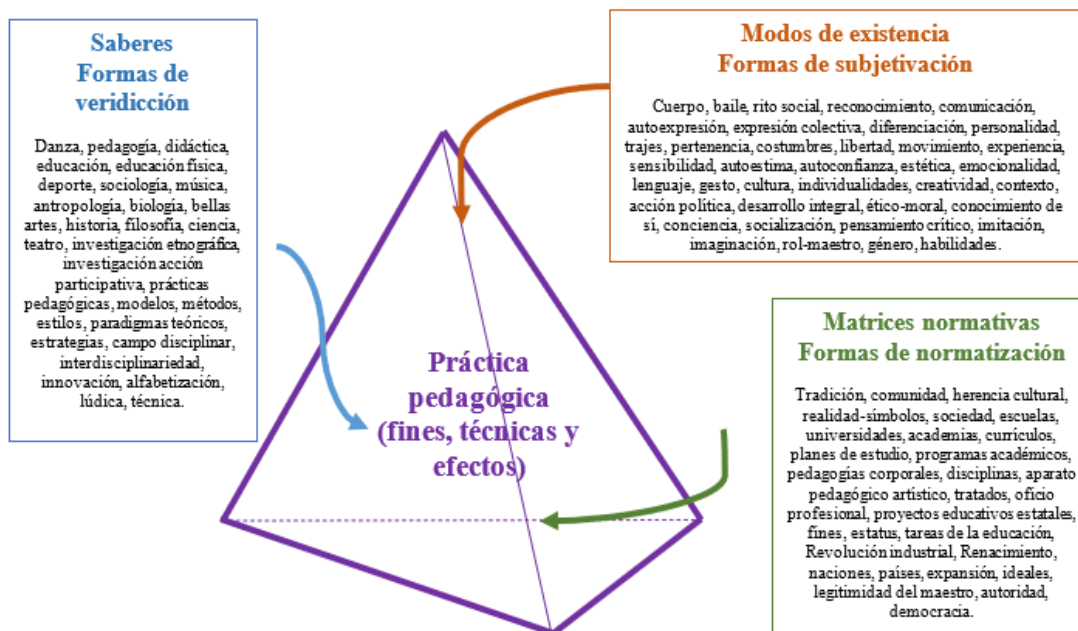 Saberes
Formas de
veridicción
Danza, pedagogía, didáctica,
educación, educación física,
deporte, sociología, música,
antropología, biología, bellas
artes, historia, filosofía, ciencia,
teatro, investigación etnográfica,
investigación acción
participativa, prácticas
pedagógicas, modelos, métodos,
estilos, paradigmas teóricos,
estrategias, campo disciplinar,
interdisciplinariedad,
innovación, alfabetización,
lúdica, técnica.
Modos de existencia
Formas de subjetivación
Cuerpo, baile, rito social, reconocimiento, comunicación,
autoexpresión, expresión colectiva, diferenciación, personalidad,
trajes, pertenencia, costumbres, libertad, movimiento, experiencia,
sensibilidad, autoestima, autoconfianza, estética, emocionalidad,
lenguaje, gesto, cultura, individualidades, creatividad, contexto,
acción política, desarrollo integral, ético-moral, conocimiento de
sí, conciencia, socialización, pensamiento crítico, imitación,
imaginación, rol-maestro, género, habilidades.
Práctica
pedagógica
(fines, técnicas y
efectos)
Matrices normativas
Formas de normatización
Tradición, comunidad, herencia cultural,
realidad-símbolos, sociedad, escuelas,
universidades, academias, currículos,
planes de estudio, programas académicos,
pedagogías corporales, disciplinas, aparato
pedagógico artístico, tratados, oficio
profesional, proyectos educativos estatales,
fines, estatus, tareas de la educación,
Revolución industrial, Renacimiento,
naciones, países, expansión, ideales,
legitimidad del maestro, autoridad,
democracia.